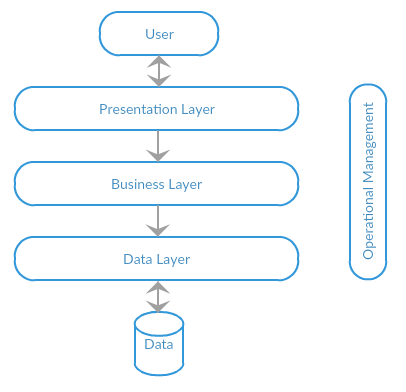 User
Presentation Layer
Business Layer
Data Layer
Data
Operational Management